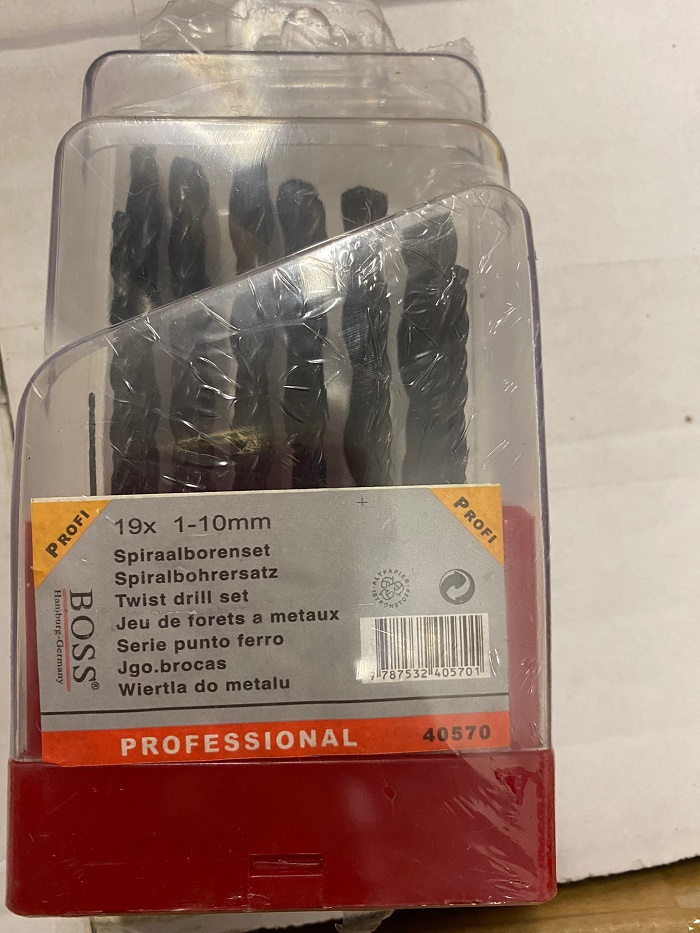 PROFI
PROFI
19x 1-10mm
Spiraalborenset
Spiralbohrersatz
Twist drill set
Jeu de forets a metaux
Serie punto ferro
Jgo.brocas
Wiertla do metalu
BOSS®
Hamburg-Germany
9 787532 405701
PROFESSIONAL
40570